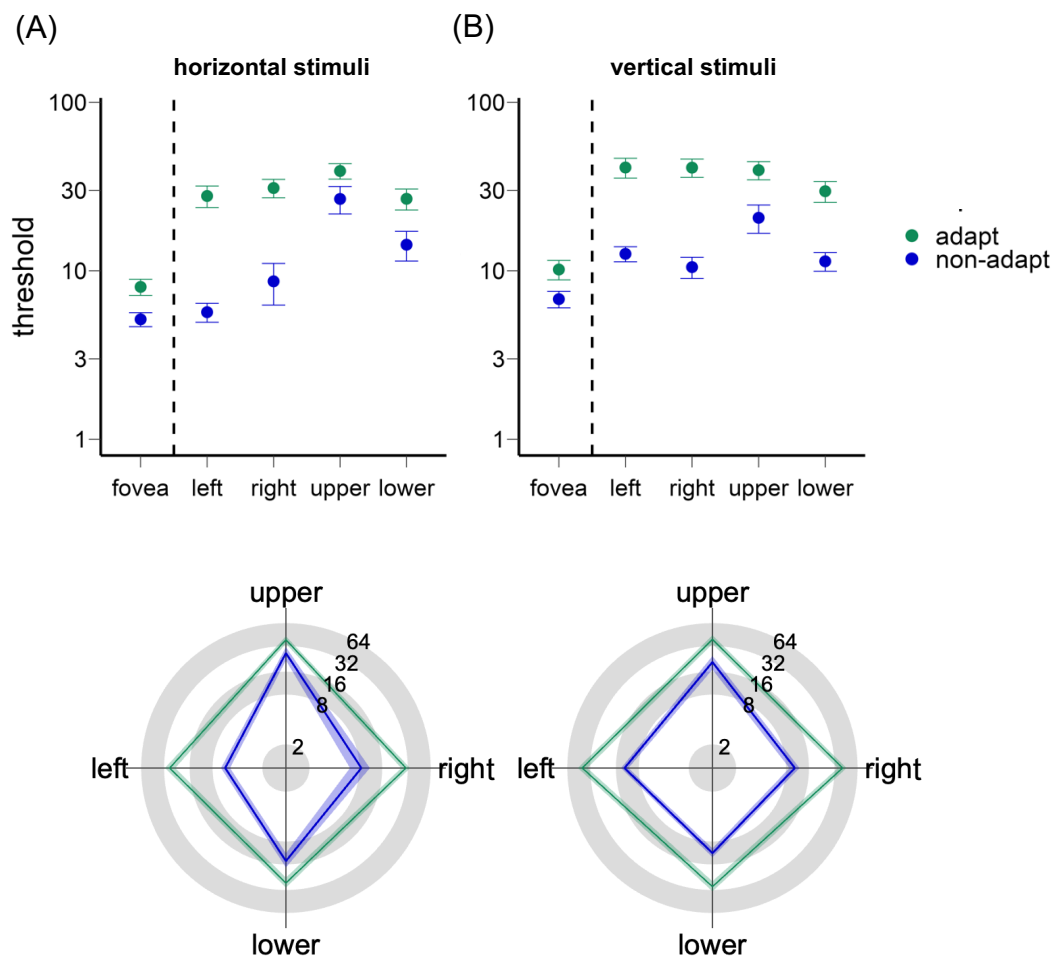 (A)
(B)
horizontal stimuli
vertical stimuli
threshold
100
30
10
3
1
fovea left right upper lower
100
30
10
3
1
fovea left right upper lower
adapt
non-adapt
upper
64
32
16
8
2
left
right
lower
upper
64
32
16
8
2
left
right
lower